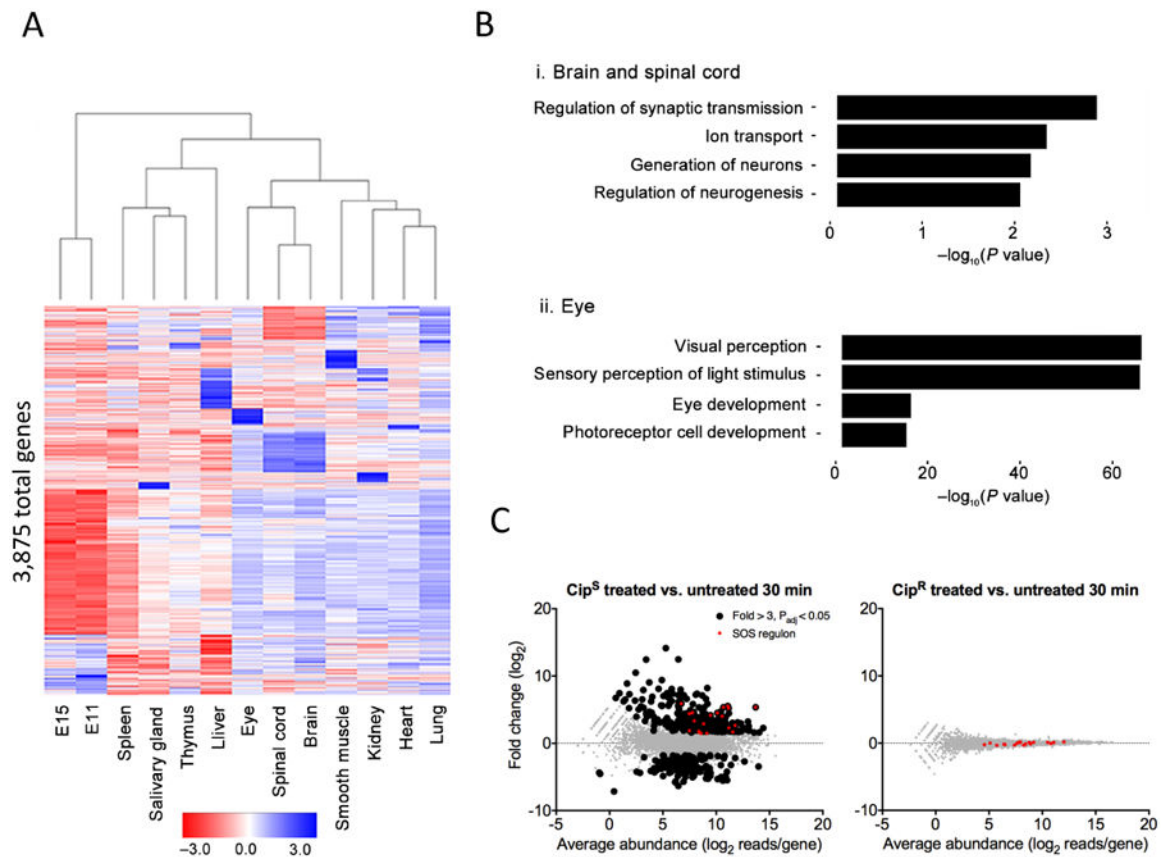 A
3,875 total genes
E15
E11
Spleen
Salivary gland
Thymus
Lliver
Eye
Spinal cord
Brain
Smooth muscle
Kidney
Heart
Lung
−3.0 0.0 3.0
B
i. Brain and spinal cord
Regulation of synaptic transmission -
Ion transport -
Generation of neurons -
Regulation of neurogenesis -
0 1 2 3
−log₁₀(P value)
ii. Eye
Visual perception -
Sensory perception of light stimulus -
Eye development -
Photoreceptor cell development -
0 20 40 60
−log₁₀(P value)
C
Cipˢ treated vs. untreated 30 min
Fold > 3, Padj < 0.05
SOS regulon
Fold change (log₂)
20
10
0
-10
-5 0 5 10 15 20
Average abundance (log₂ reads/gene)
Cipᴿ treated vs. untreated 30 min
20
10
0
-10
-5 0 5 10 15 20
Average abundance (log₂ reads/gene)